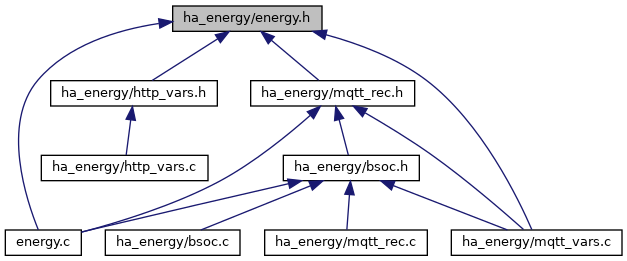 ha_energy/energy.h
ha_energy/http_vars.h
ha_energy/mqtt_rec.h
ha_energy/http_vars.c
ha_energy/bsoc.h
energy.c
ha_energy/bsoc.c
ha_energy/mqtt_rec.c
ha_energy/mqtt_vars.c